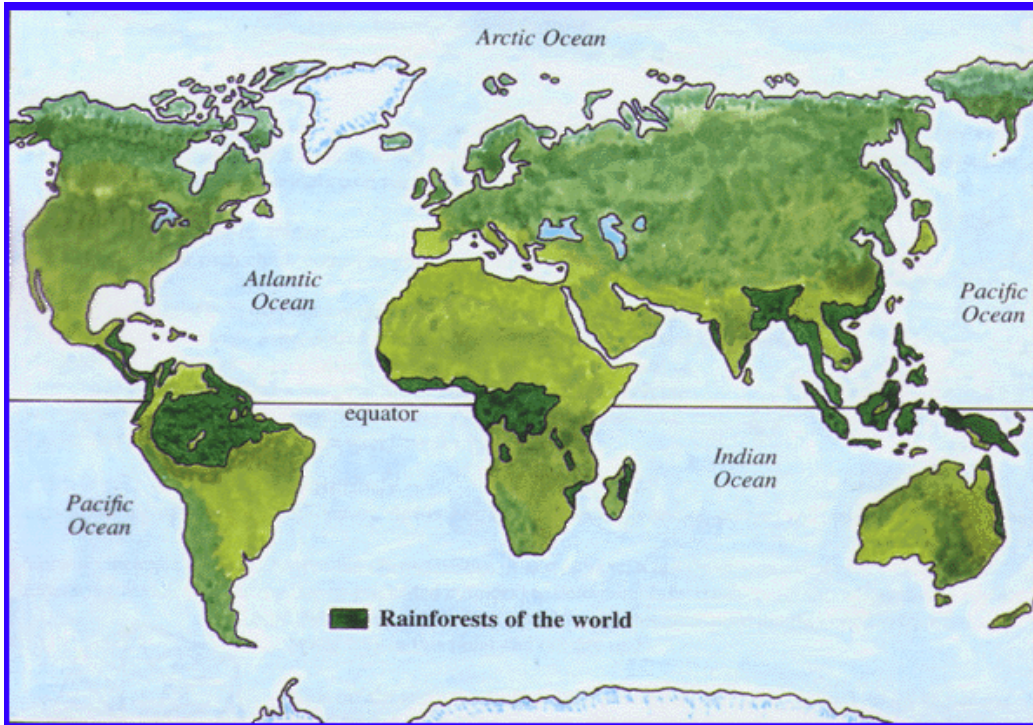 Arctic Ocean
Atlantic
Ocean
Pacific
Ocean
equator
Indian
Ocean
Pacific
Ocean
Rainforests of the world